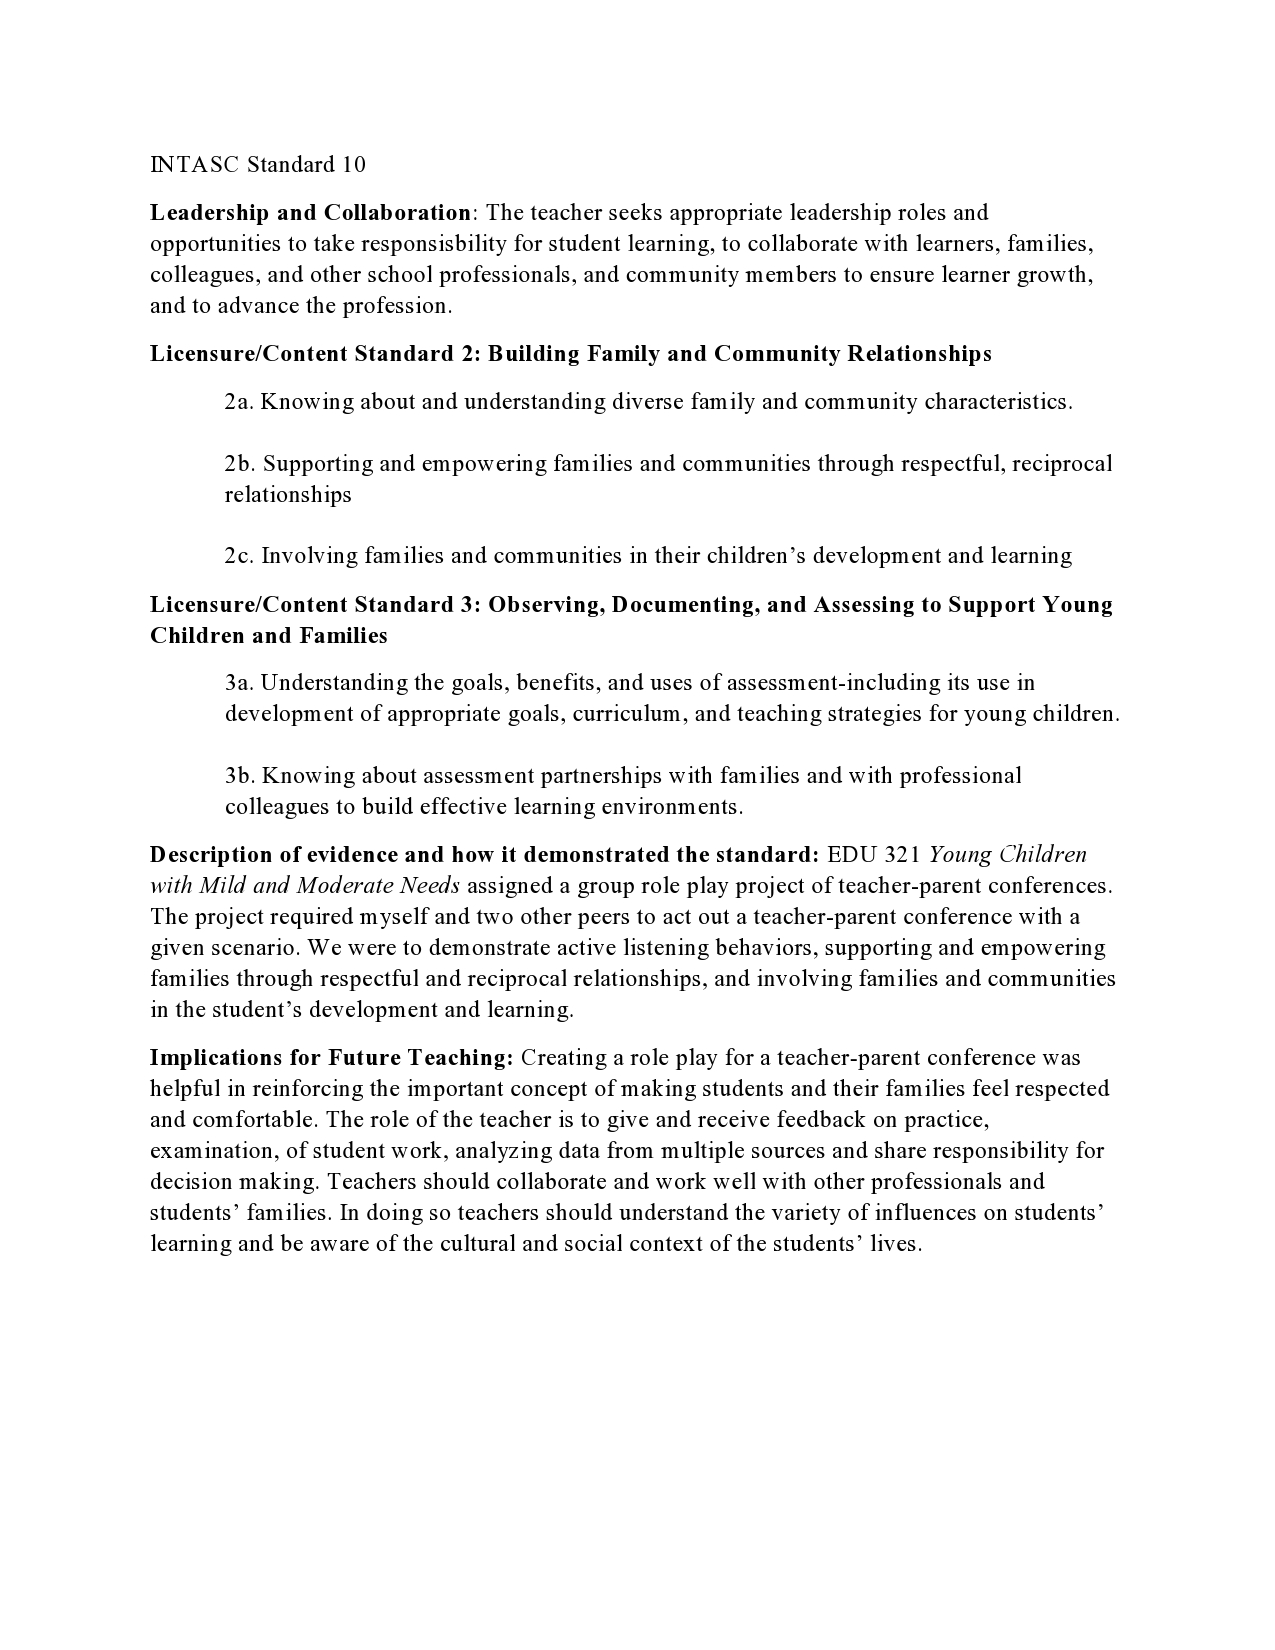 INTASC Standard 10
Leadership and Collaboration: The teacher seeks appropriate leadership roles and
opportunities to take responsisbility for student learning, to collaborate with learners, families,
colleagues, and other school professionals, and community members to ensure learner growth,
and to advance the profession.
Licensure/Content Standard 2: Building Family and Community Relationships
2a. Knowing about and understanding diverse family and community characteristics.
2b. Supporting and empowering families and communities through respectful, reciprocal
relationships
2c. Involving families and communities in their children’s development and learning
Licensure/Content Standard 3: Observing, Documenting, and Assessing to Support Young
Children and Families
3a. Understanding the goals, benefits, and uses of assessment-including its use in
development of appropriate goals, curriculum, and teaching strategies for young children.
3b. Knowing about assessment partnerships with families and with professional
colleagues to build effective learning environments.
Description of evidence and how it demonstrated the standard: EDU 321 Young Children
with Mild and Moderate Needs assigned a group role play project of teacher-parent conferences.
The project required myself and two other peers to act out a teacher-parent conference with a
given scenario. We were to demonstrate active listening behaviors, supporting and empowering
families through respectful and reciprocal relationships, and involving families and communities
in the student’s development and learning.
Implications for Future Teaching: Creating a role play for a teacher-parent conference was
helpful in reinforcing the important concept of making students and their families feel respected
and comfortable. The role of the teacher is to give and receive feedback on practice,
examination, of student work, analyzing data from multiple sources and share responsibility for
decision making. Teachers should collaborate and work well with other professionals and
students’ families. In doing so teachers should understand the variety of influences on students’
learning and be aware of the cultural and social context of the students’ lives.